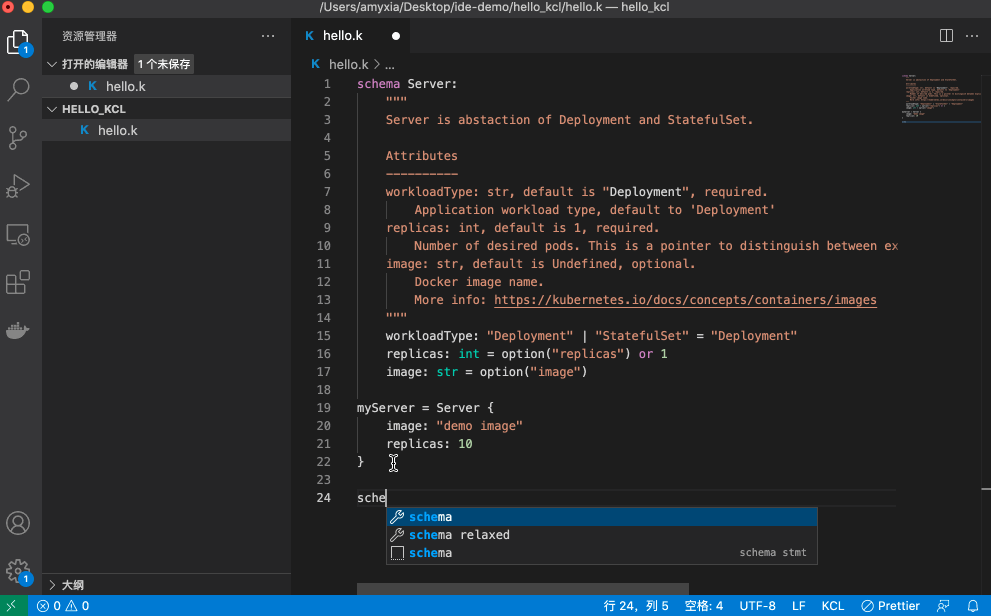 /Users/amyxia/Desktop/ide-demo/hello_kcl/hello.k — hello_kcl
1
资源管理器 ···
打开的编辑器 1 个未保存
K hello.k
HELLO_KCL
K hello.k
大纲
1
K hello.k ●
K hello.k > ...
1 schema Server:
2 """
3 Server is abstaction of Deployment and StatefulSet.
4
5 Attributes
6 ----------
7 workloadType: str, default is "Deployment", required.
8 Application workload type, default to 'Deployment'
9 replicas: int, default is 1, required.
10 Number of desired pods. This is a pointer to distinguish between ex
11 image: str, default is Undefined, optional.
12 Docker image name.
13 More info: https://kubernetes.io/docs/concepts/containers/images
14 """
15 workloadType: "Deployment" | "StatefulSet" = "Deployment"
16 replicas: int = option("replicas") or 1
17 image: str = option("image")
18
19 myServer = Server {
20 image: "demo image"
21 replicas: 10
22 }
23
24 sche
schema
schema relaxed
schema schema stmt
0 0 行 24，列 5 空格: 4 UTF-8 LF KCL Prettier